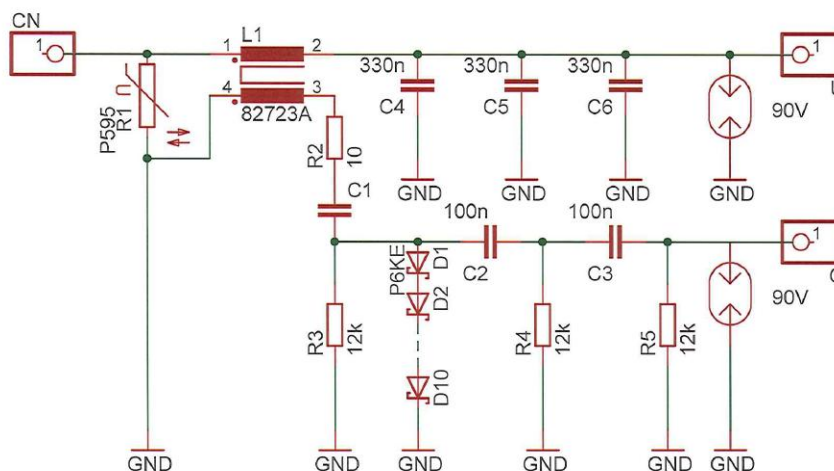 CN
1
L1
1
2
4
3
82723A
P595
R1
R2
10
C1
330n
C4
330n
C5
330n
C6
90V
1
GND
GND
GND
GND
100n
C2
100n
C3
P6KE
D1
D2
D10
R3
12k
R4
12k
R5
12k
90V
1
GND
GND
GND
GND
GND
GND